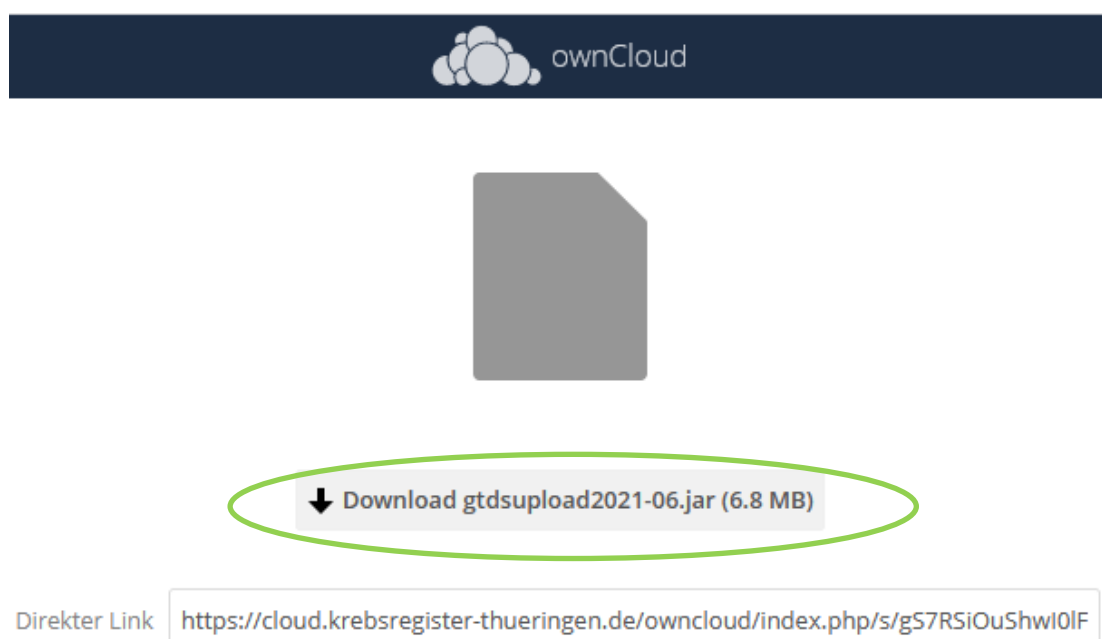 ownCloud
Download gtdsupload2021-06.jar (6.8 MB)
Direkter Link https://cloud.krebsregister-thueringen.de/owncloud/index.php/s/gS7RSiOuShwI0lF